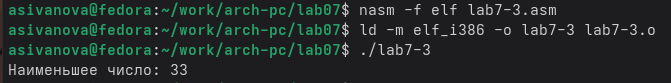 asivanova@fedora:~/work/arch-pc/lab07$ nasm -f elf lab7-3.asm
asivanova@fedora:~/work/arch-pc/lab07$ ld -m elf_i386 -o lab7-3 lab7-3.o
asivanova@fedora:~/work/arch-pc/lab07$ ./lab7-3
Наименьшее число: 33